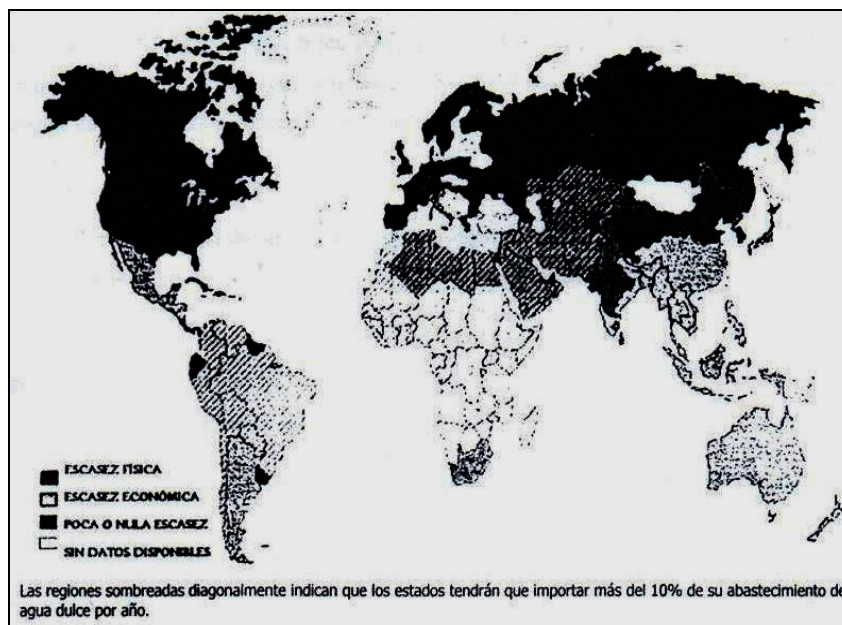 ESCASEZ FÍSICA
ESCASEZ ECONÓMICA
POCA O NULA ESCASEZ
SIN DATOS DISPONIBLES
Las regiones sombreadas diagonalmente indican que los estados tendrán que importar más del 10% de su abastecimiento de
agua dulce por año.